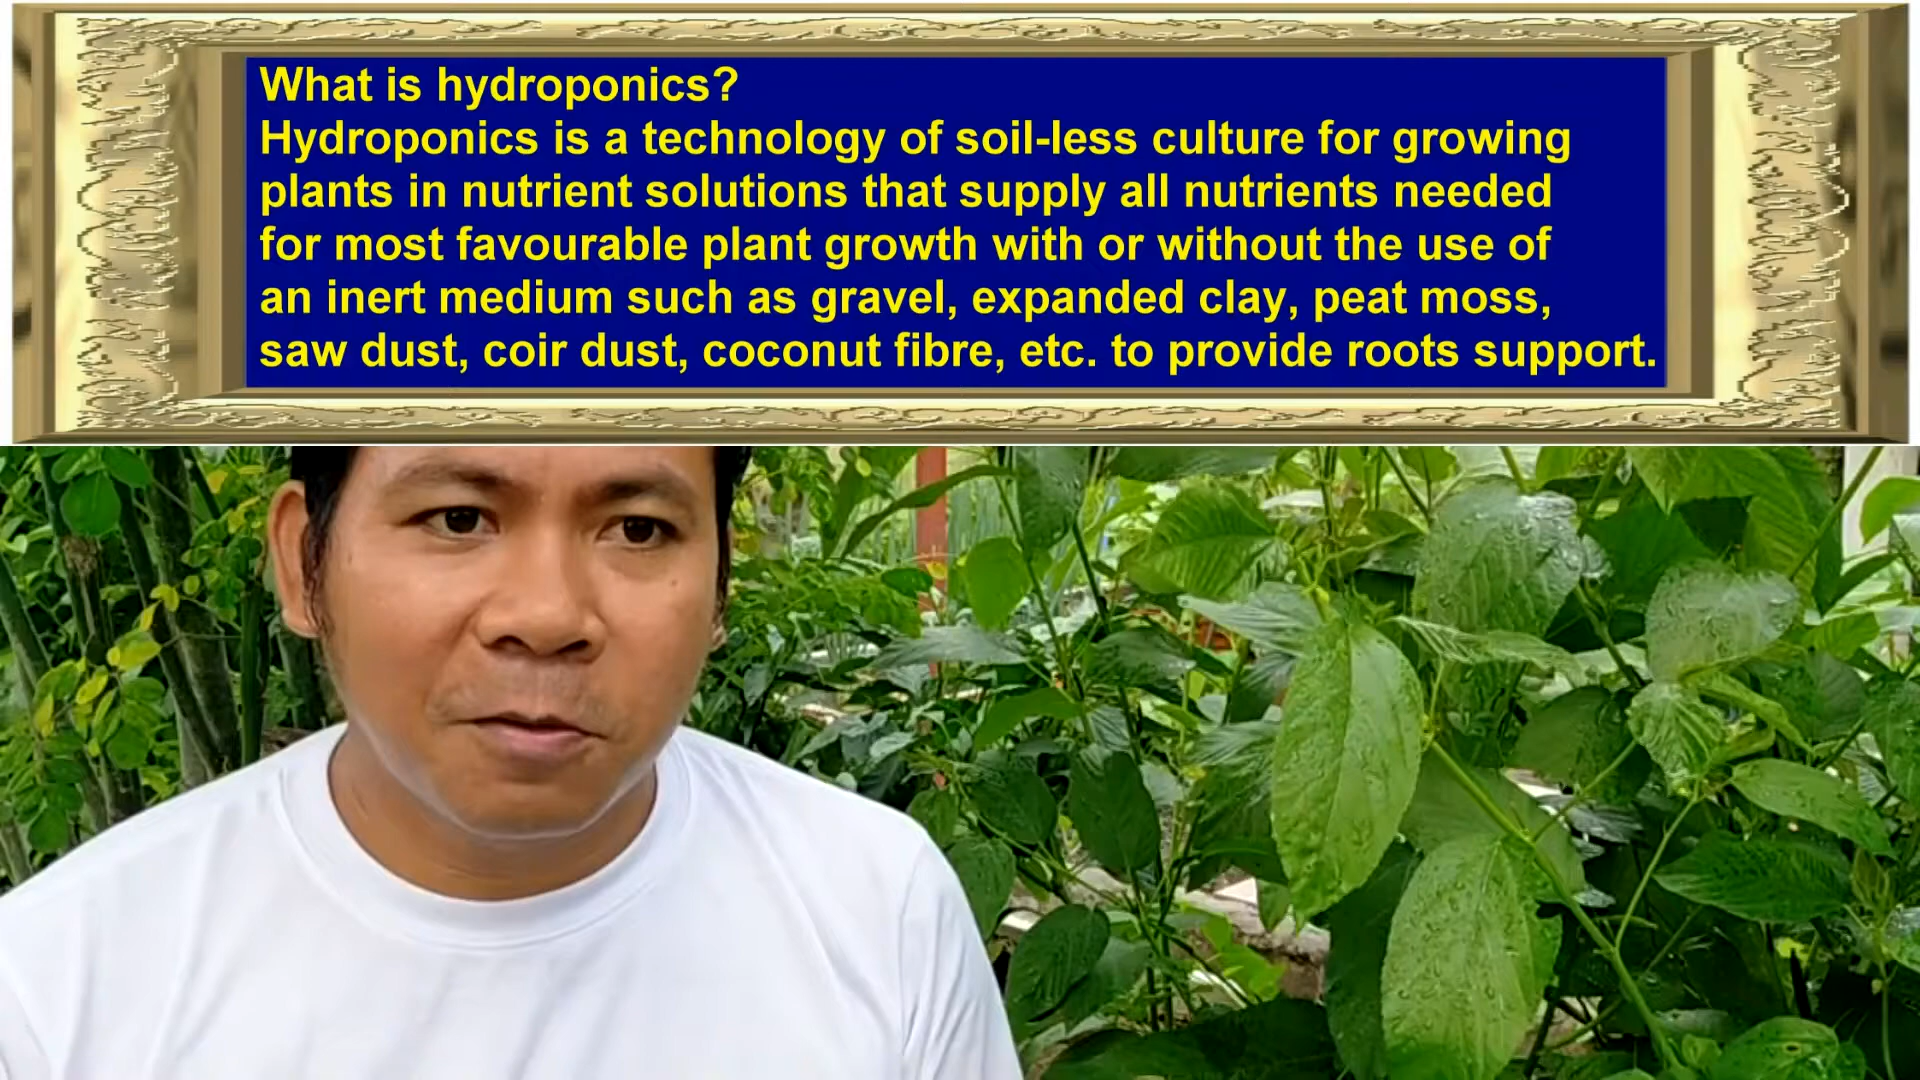 What is hydroponics?
Hydroponics is a technology of soil-less culture for growing
plants in nutrient solutions that supply all nutrients needed
for most favourable plant growth with or without the use of
an inert medium such as gravel, expanded clay, peat moss,
saw dust, coir dust, coconut fibre, etc. to provide roots support.